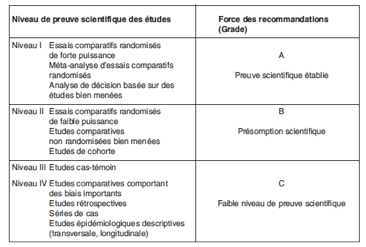 Niveau de preuve scientifique des études
Force des recommandations
(Grade)
Niveau I Essais comparatifs randomisés
de forte puissance
Méta-analyse d'essais comparatifs
randomisés
Analyse de décision basée sur des
études bien menées
A
Preuve scientifique établie
Niveau II Essais comparatifs randomisés
de faible puissance
Etudes comparatives
non randomisées bien menées
Etudes de cohorte
B
Présomption scientifique
Niveau III Etudes cas-témoin
Niveau IV Etudes comparatives comportant
des biais importants
Etudes rétrospectives
Séries de cas
Etudes épidémiologiques descriptives
(transversale, longitudinale)
C
Faible niveau de preuve scientifique